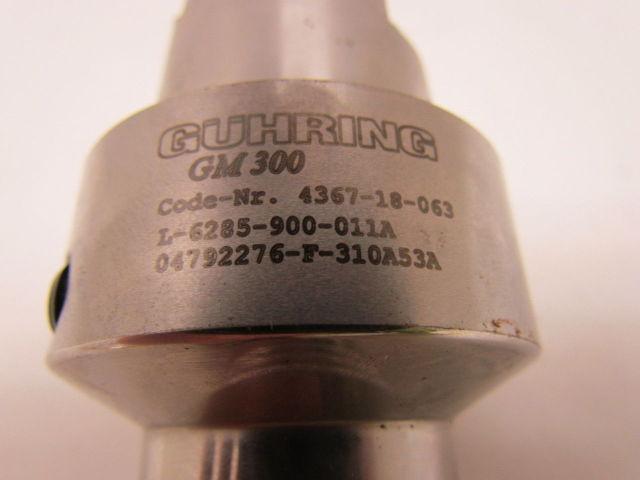 GUHRING
GM 300
Code-Nr. 4367-18-063
L-6285-900-011A
04792276-F-310A53A